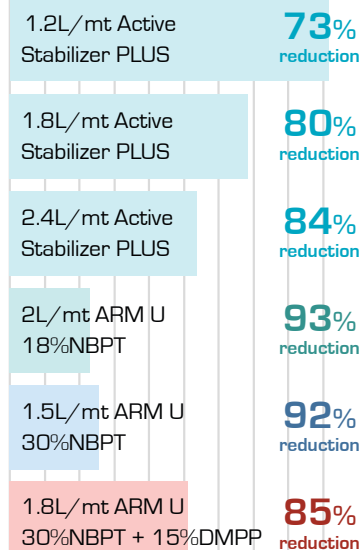 1.2L/mt Active
Stabilizer PLUS
73%
reduction
1.8L/mt Active
Stabilizer PLUS
80%
reduction
2.4L/mt Active
Stabilizer PLUS
84%
reduction
2L/mt ARM U
18%NBPT
93%
reduction
1.5L/mt ARM U
30%NBPT
92%
reduction
1.8L/mt ARM U
30%NBPT + 15%DMPP
85%
reduction